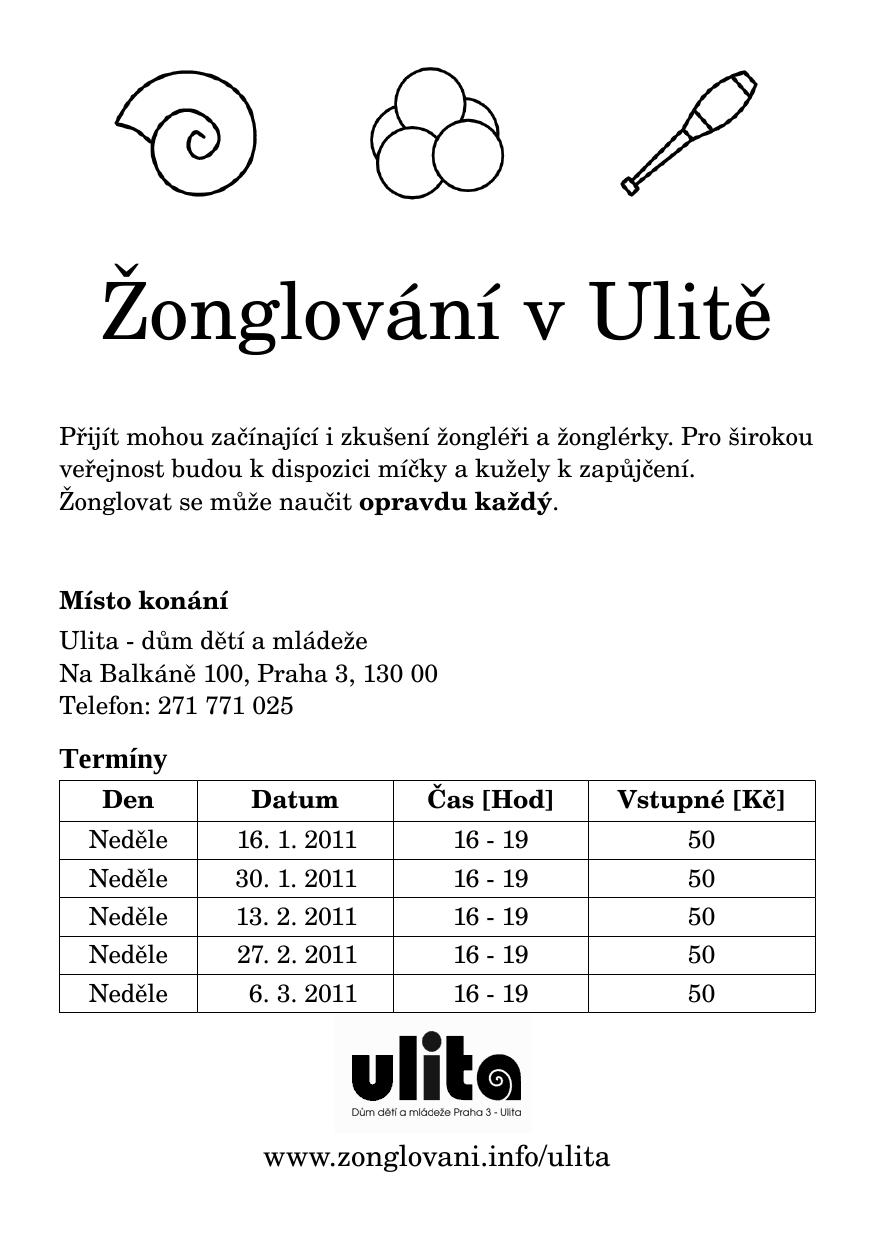 Žonglování v Ulitě
Přijít mohou začínající i zkušení žongléři a žonglérky. Pro širokou
veřejnost budou k dispozici míčky a kužely k zapůjčení.
Žonglovat se může naučit opravdu každý.
Místo konání
Ulita - dům dětí a mládeže
Na Balkáně 100, Praha 3, 130 00
Telefon: 271 771 025
Termíny
Den Datum Čas [Hod] Vstupné [Kč]
Neděle 16. 1. 2011 16 - 19 50
Neděle 30. 1. 2011 16 - 19 50
Neděle 13. 2. 2011 16 - 19 50
Neděle 27. 2. 2011 16 - 19 50
Neděle 6. 3. 2011 16 - 19 50
ulita
Dům dětí a mládeže Praha 3 - Ulita
www.zonglovani.info/ulita